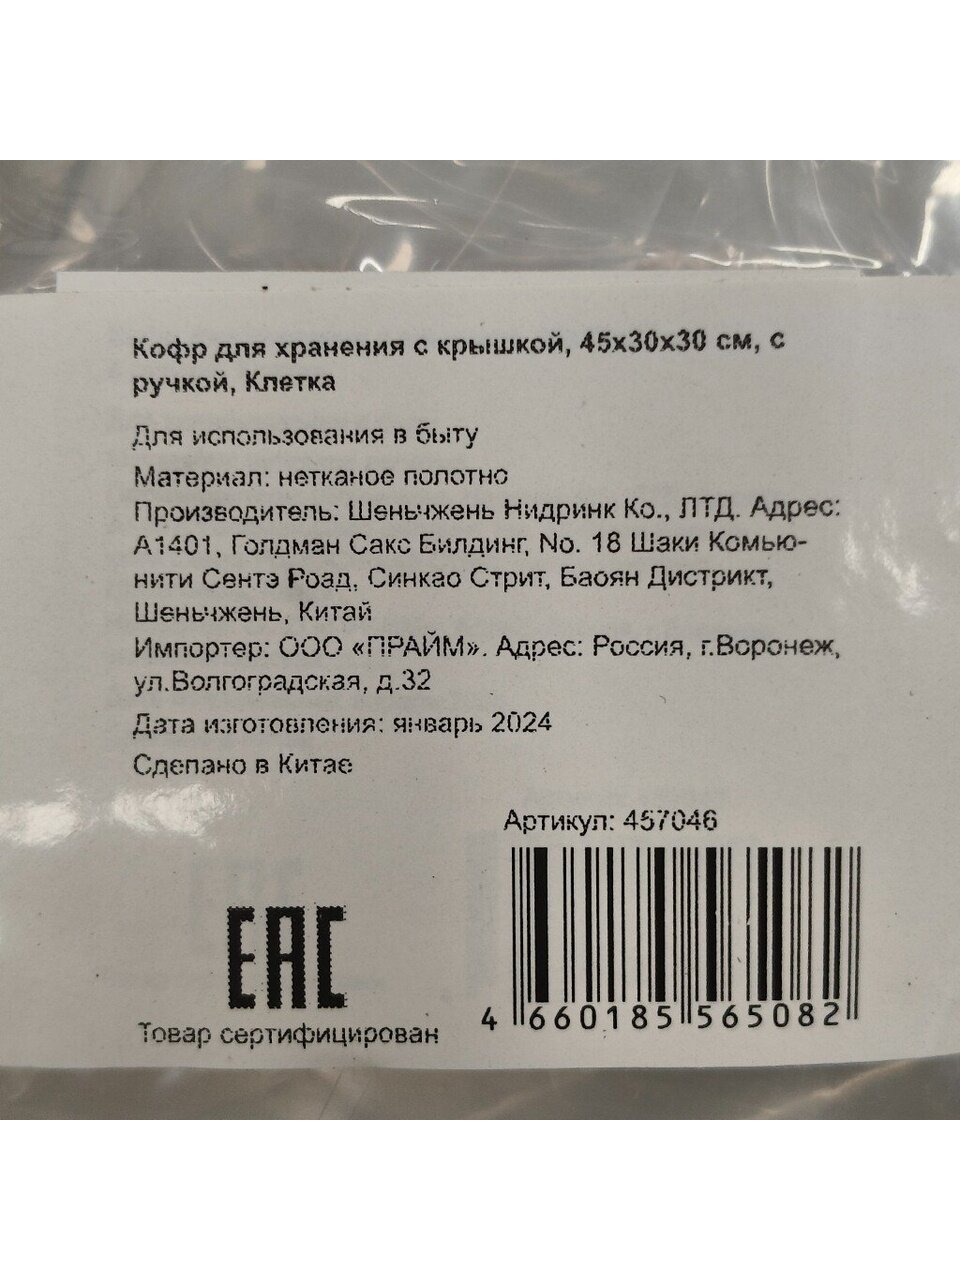 Кофр для хранения с крышкой, 45х30х30 см, с
ручкой, Клетка
Для использования в быту
Материал: нетканое полотно
Производитель: Шеньчжень Нидринк Ко., ЛТД. Адрес:
А1401, Голдман Сакс Билдинг, No. 18 Шаки Комью-
нити Сентэ Роад, Синкао Стрит, Баоян Дистрикт,
Шеньчжень, Китай
Импортер: ООО «ПРАЙМ». Адрес: Россия, г.Воронеж,
ул.Волгоградская, д.32
Дата изготовления: январь 2024
Сделано в Китае
Артикул: 457046
EAC
Товар сертифицирован
4 660185 565082